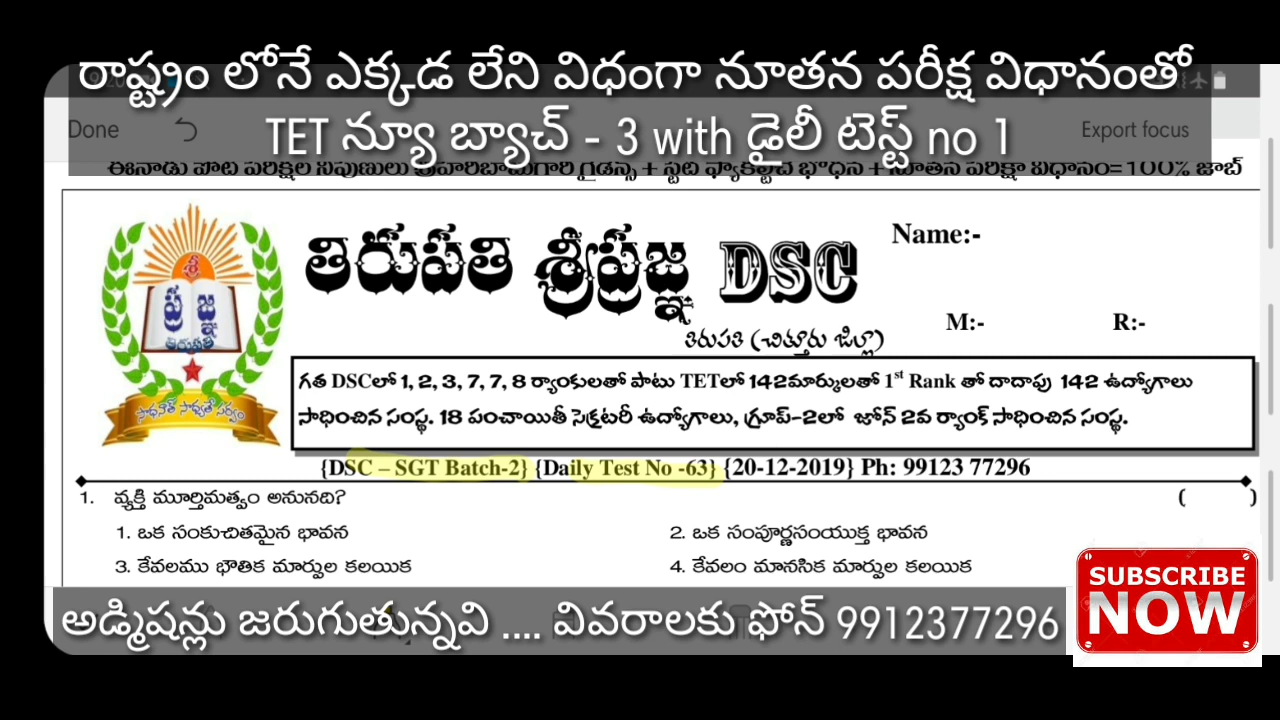 రాష్ట్రం లోనే ఎక్కడ లేని విధంగా నూతన పరీక్ష విధానంతో
TET న్యూ బ్యాచ్ - 3 with డైలీ టెస్ట్ no 1
Done
Export focus
తిరుపతి శ్రీప్రజ్ఞ DSC
Name:-
తిరుపతి (చిత్తూరు జిల్లా)
M:- R:-
శ్రీ
ప్రజ్ఞ
తిరుపతి
గత DSCలో 1, 2, 3, 7, 7, 8 ర్యాంకులతో పాటు TETలో 142మార్కులతో 1st Rank తో దాదాపు 142 ఉద్యోగాలు
సాధించిన సంస్థ. 18 పంచాయితీ సెక్రటరీ ఉద్యోగాలు, గ్రూప్-2లో జోన్ 2వ ర్యాంక్ సాధించిన సంస్థ.
{DSC – SGT Batch-2} {Daily Test No -63} {20-12-2019} Ph: 99123 77296
1. వ్యక్తి మూర్తిమత్వం అనునది? ( )
1. ఒక సంకుచితమైన భావన 2. ఒక సంపూర్ణసంయుక్త భావన
3. కేవలము భౌతిక మార్పుల కలయిక 4. కేవలం మానసిక మార్పుల కలయిక
SUBSCRIBE
NOW
అడ్మిషన్లు జరుగుతున్నవి .... వివరాలకు ఫోన్ 9912377296